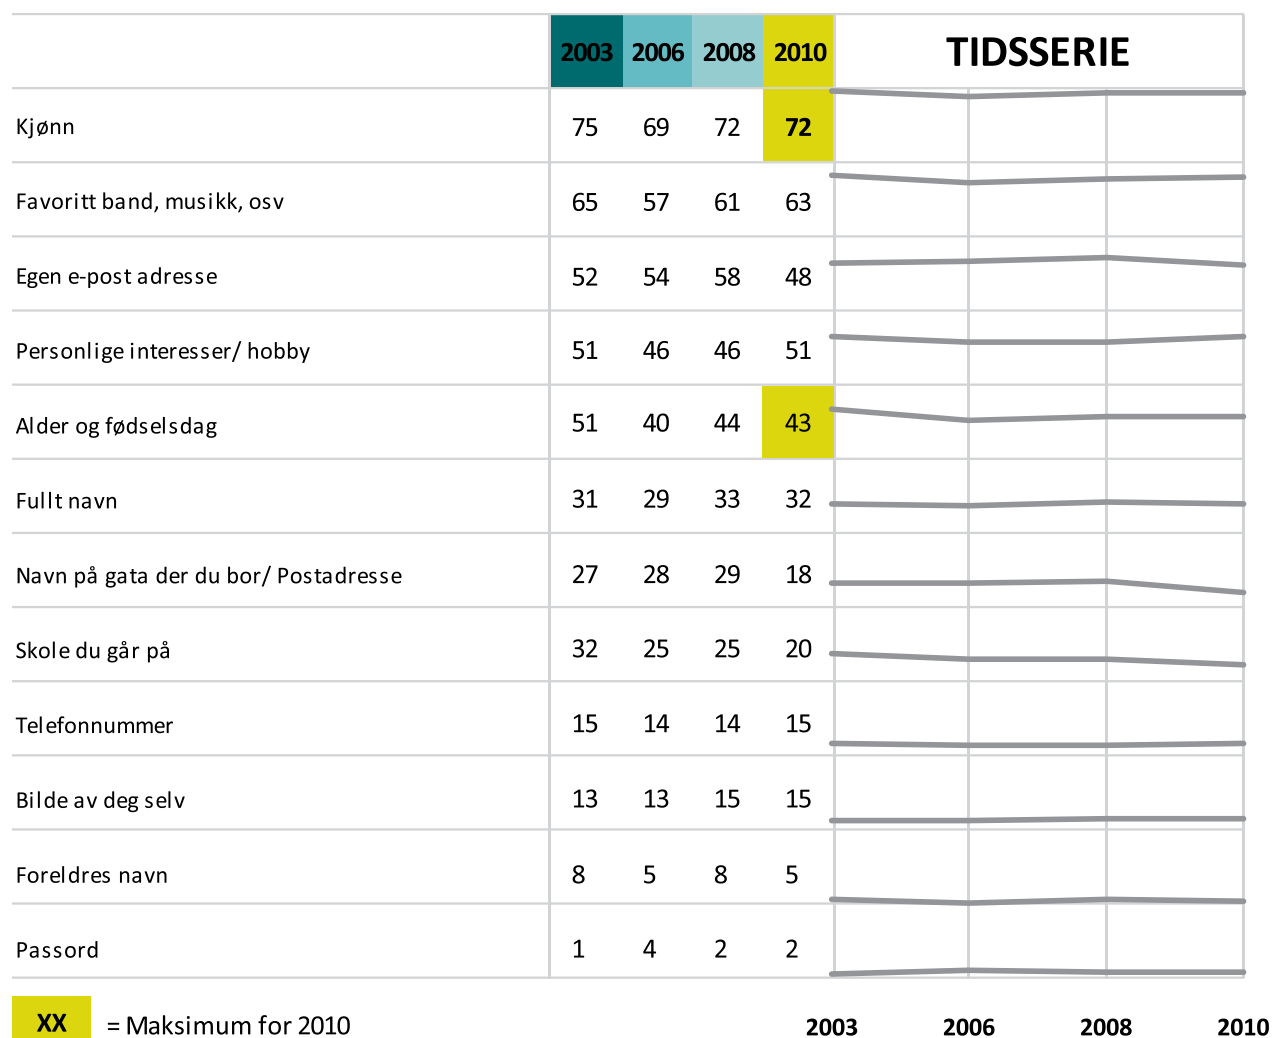 2003 2006 2008 2010 TIDSSERIE
Kjønn 75 69 72 72
Favoritt band, musikk, osv 65 57 61 63
Egen e-post adresse 52 54 58 48
Personlige interesser/ hobby 51 46 46 51
Alder og fødselsdag 51 40 44 43
Fullt navn 31 29 33 32
Navn på gata der du bor/ Postadresse 27 28 29 18
Skole du går på 32 25 25 20
Telefonnummer 15 14 14 15
Bilde av deg selv 13 13 15 15
Foreldres navn 8 5 8 5
Passord 1 4 2 2
XX = Maksimum for 2010
2003 2006 2008 2010